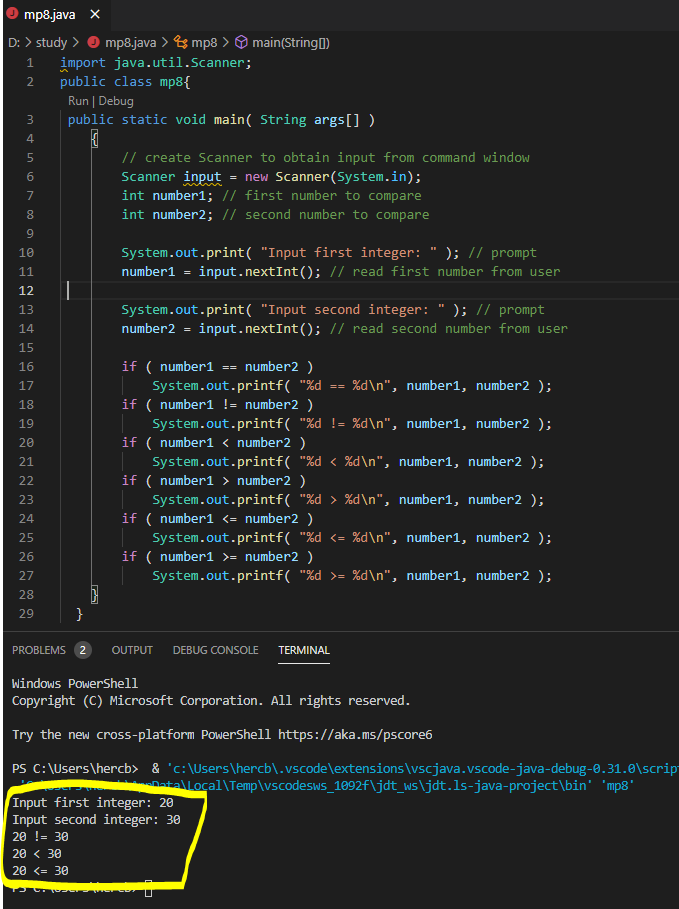 mp8.java
D: > study > mp8.java > mp8 > main(String[])
1 import java.util.Scanner;
2 public class mp8{
Run | Debug
3 public static void main( String args[] )
4 {
5 // create Scanner to obtain input from command window
6 Scanner input = new Scanner(System.in);
7 int number1; // first number to compare
8 int number2; // second number to compare
9
10 System.out.print( "Input first integer: " ); // prompt
11 number1 = input.nextInt(); // read first number from user
12
13 System.out.print( "Input second integer: " ); // prompt
14 number2 = input.nextInt(); // read second number from user
15
16 if ( number1 == number2 )
17 System.out.printf( "%d == %d\n", number1, number2 );
18 if ( number1 != number2 )
19 System.out.printf( "%d != %d\n", number1, number2 );
20 if ( number1 < number2 )
21 System.out.printf( "%d < %d\n", number1, number2 );
22 if ( number1 > number2 )
23 System.out.printf( "%d > %d\n", number1, number2 );
24 if ( number1 <= number2 )
25 System.out.printf( "%d <= %d\n", number1, number2 );
26 if ( number1 >= number2 )
27 System.out.printf( "%d >= %d\n", number1, number2 );
28 }
29 }
PROBLEMS 2 OUTPUT DEBUG CONSOLE TERMINAL
Windows PowerShell
Copyright (C) Microsoft Corporation. All rights reserved.
Try the new cross-platform PowerShell https://aka.ms/pscore6
PS C:\Users\hercb> & 'c:\Users\hercb\.vscode\extensions\vscjava.vscode-java-debug-0.31.0\script
\Local\Temp\vscodesws_1092f\jdt_ws\jdt.ls-java-project\bin' 'mp8'
Input first integer: 20
Input second integer: 30
20 != 30
20 < 30
20 <= 30
PS C:\Users\hercb>